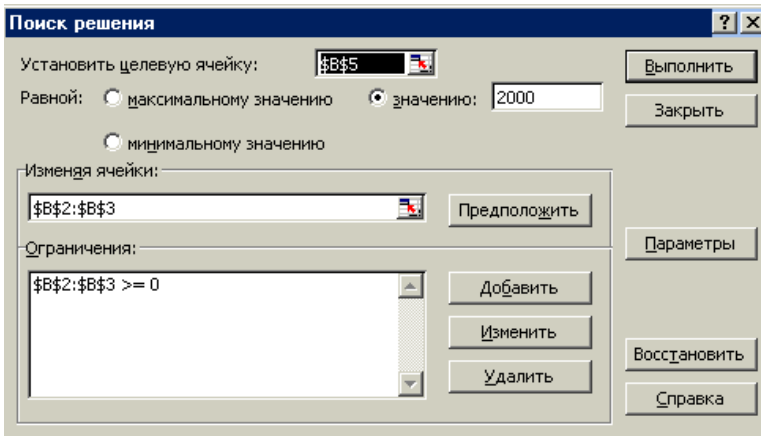 Поиск решения
Установить целевую ячейку: $B$5 Выполнить
Равной: максимальному значению значению: 2000 Закрыть
минимальному значению
Изменяя ячейки:
$B$2:$B$3 Предположить
Ограничения: Параметры
$B$2:$B$3 >= 0 Добавить
Изменить
Восстановить
Удалить
Справка